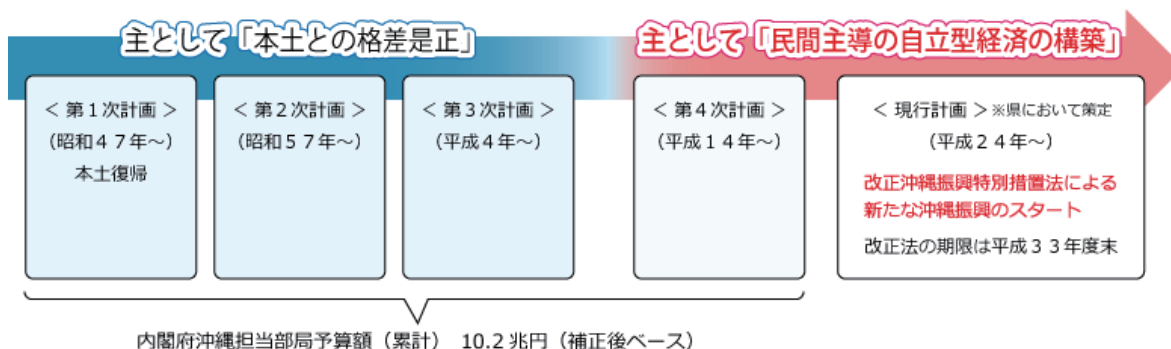 主として「本土との格差是正」
主として「民間主導の自立型経済の構築」
＜ 第１次計画 ＞
（昭和４７年～）
本土復帰
＜ 第２次計画 ＞
（昭和５７年～）
＜ 第３次計画 ＞
（平成４年～）
＜ 第４次計画 ＞
（平成１４年～）
＜ 現行計画 ＞※県において策定
（平成２４年～）
改正沖縄振興特別措置法による
新たな沖縄振興のスタート
改正法の期限は平成３３年度末
内閣府沖縄担当部局予算額（累計） 10.2 兆円（補正後ベース）